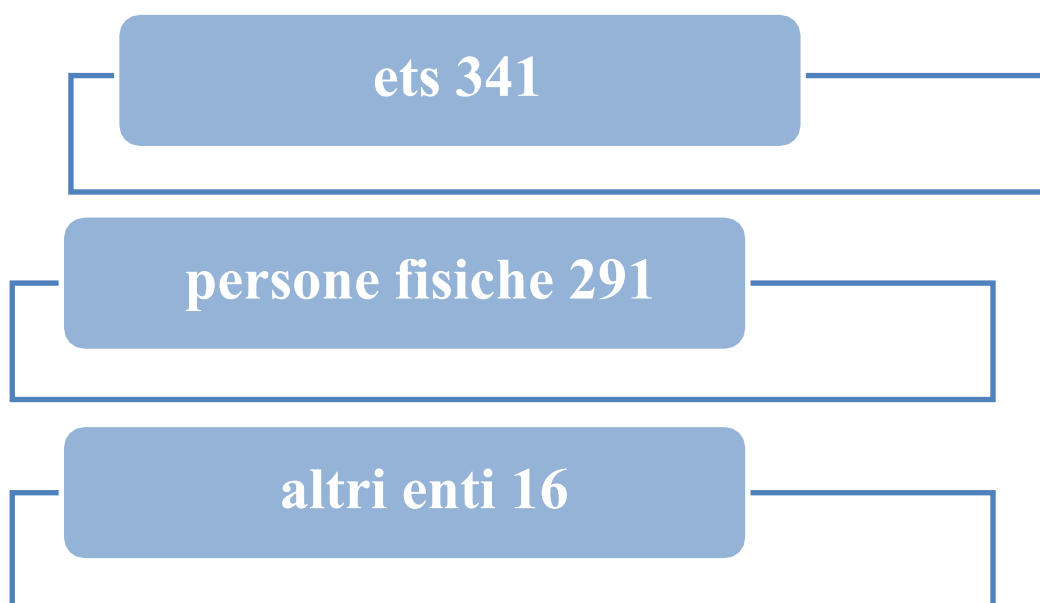 ets 341
persone fisiche 291
altri enti 16